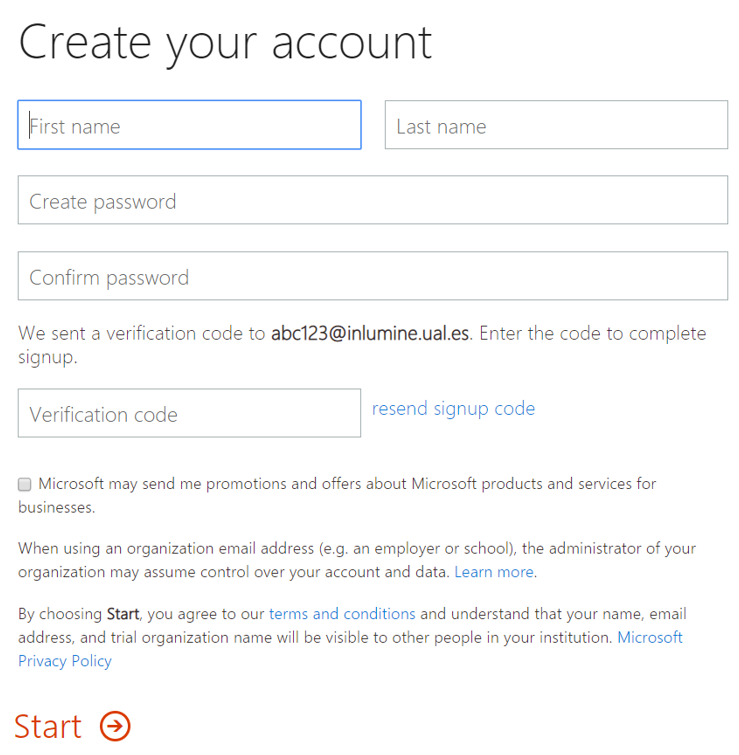 Create your account
First name
Last name
Create password
Confirm password
We sent a verification code to abc123@inlumine.ual.es. Enter the code to complete
signup.
Verification code
resend signup code
Microsoft may send me promotions and offers about Microsoft products and services for
businesses.
When using an organization email address (e.g. an employer or school), the administrator of your
organization may assume control over your account and data. Learn more.
By choosing Start, you agree to our terms and conditions and understand that your name, email
address, and trial organization name will be visible to other people in your institution. Microsoft
Privacy Policy
Start